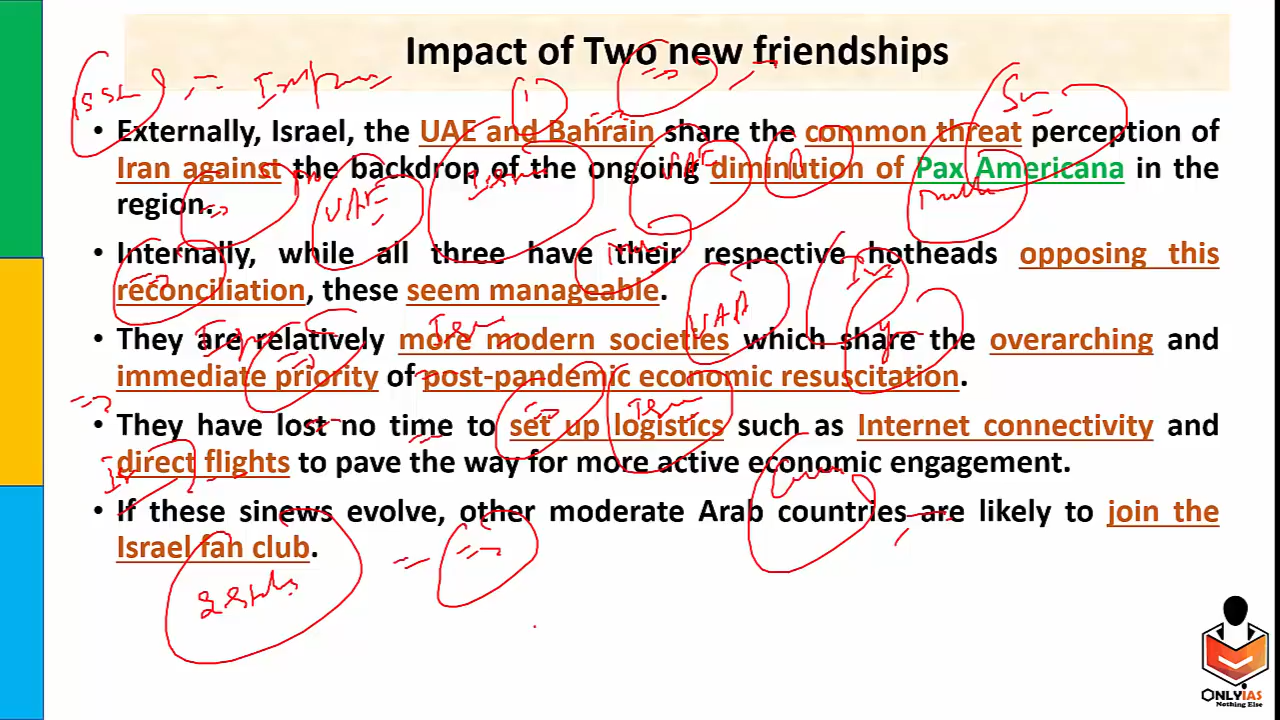 Impact of Two new friendships
• Externally, Israel, the UAE and Bahrain share the common threat perception of
Iran against the backdrop of the ongoing diminution of Pax Americana in the
region.
• Internally, while all three have their respective hotheads opposing this
reconciliation, these seem manageable.
• They are relatively more modern societies which share the overarching and
immediate priority of post-pandemic economic resuscitation.
• They have lost no time to set up logistics such as Internet connectivity and
direct flights to pave the way for more active economic engagement.
• If these sinews evolve, other moderate Arab countries are likely to join the
Israel fan club.
UAE
UAE
ONLYIAS
Nothing Else